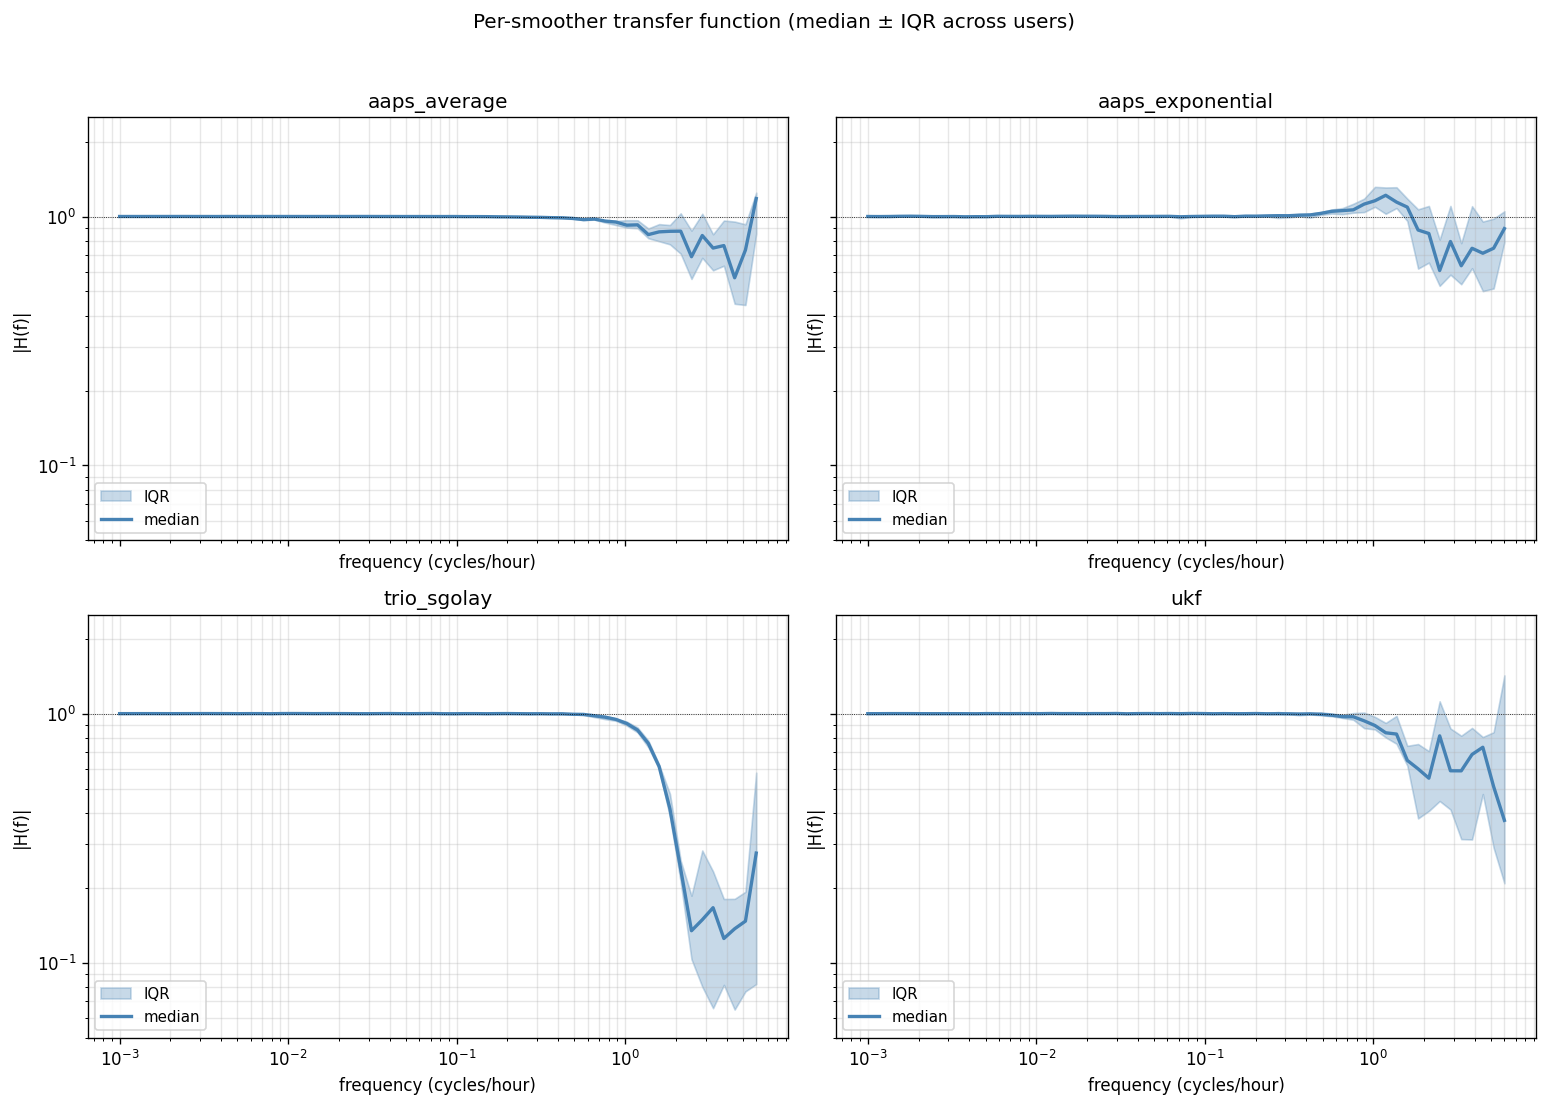 Per-smoother transfer function (median ± IQR across users)
aaps_average
aaps_exponential
|H(f)|
10⁰
10⁻¹
IQR
median
frequency (cycles/hour)
|H(f)|
IQR
median
frequency (cycles/hour)
trio_sgolay
ukf
|H(f)|
10⁰
10⁻¹
IQR
median
10⁻³
10⁻²
10⁻¹
10⁰
frequency (cycles/hour)
|H(f)|
IQR
median
10⁻³
10⁻²
10⁻¹
10⁰
frequency (cycles/hour)